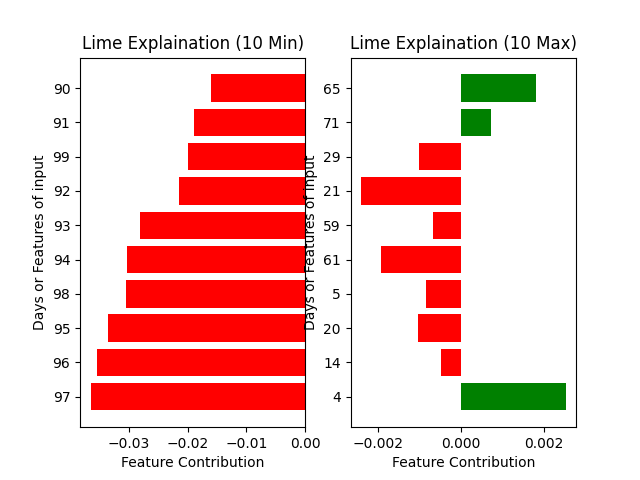 Lime Explaination (10 Min)
Days or Features of input
90
91
99
92
93
94
98
95
96
97
−0.03 −0.02 −0.01 0.00
Feature Contribution
Lime Explaination (10 Max)
Days or Features of input
65
71
29
21
59
61
5
20
14
4
−0.002 0.000 0.002
Feature Contribution